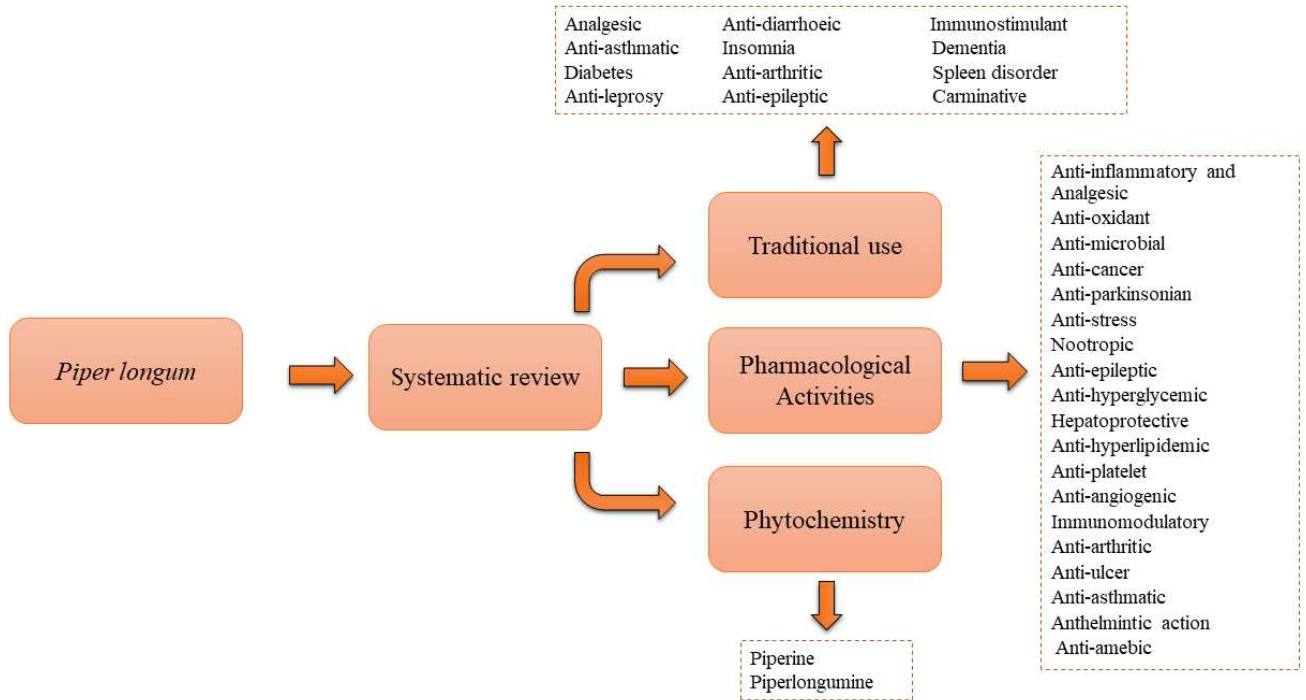 Analgesic Anti-diarrhoeic Immunostimulant
Anti-asthmatic Insomnia Dementia
Diabetes Anti-arthritic Spleen disorder
Anti-leprosy Anti-epileptic Carminative
Piper longum
Systematic review
Traditional use
Pharmacological
Activities
Phytochemistry
Anti-inflammatory and
Analgesic
Anti-oxidant
Anti-microbial
Anti-cancer
Anti-parkinsonian
Anti-stress
Nootropic
Anti-epileptic
Anti-hyperglycemic
Hepatoprotective
Anti-hyperlipidemic
Anti-platelet
Anti-angiogenic
Immunomodulatory
Anti-arthritic
Anti-ulcer
Anti-asthmatic
Anthelmintic action
Anti-amebic
Piperine
Piperlongumine